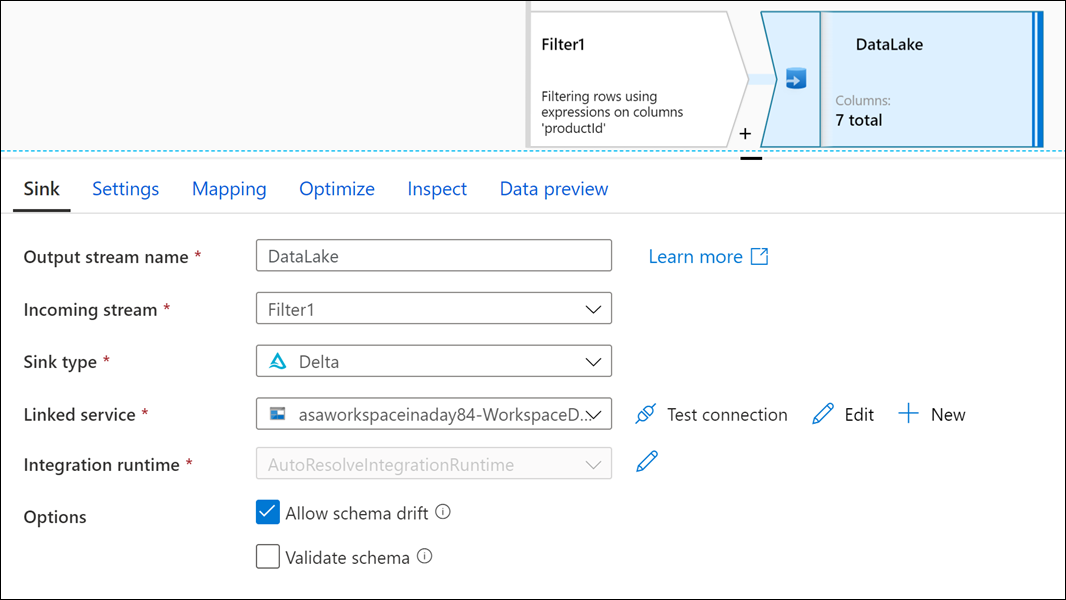 Filter1
Filtering rows using
expressions on columns
'productId'
+
DataLake
Columns:
7 total
Sink Settings Mapping Optimize Inspect Data preview
Output stream name * DataLake Learn more
Incoming stream * Filter1
Sink type * Delta
Linked service * asaworkspaceinaday84-WorkspaceD... Test connection Edit New
Integration runtime * AutoResolveIntegrationRuntime
Options Allow schema drift
Validate schema